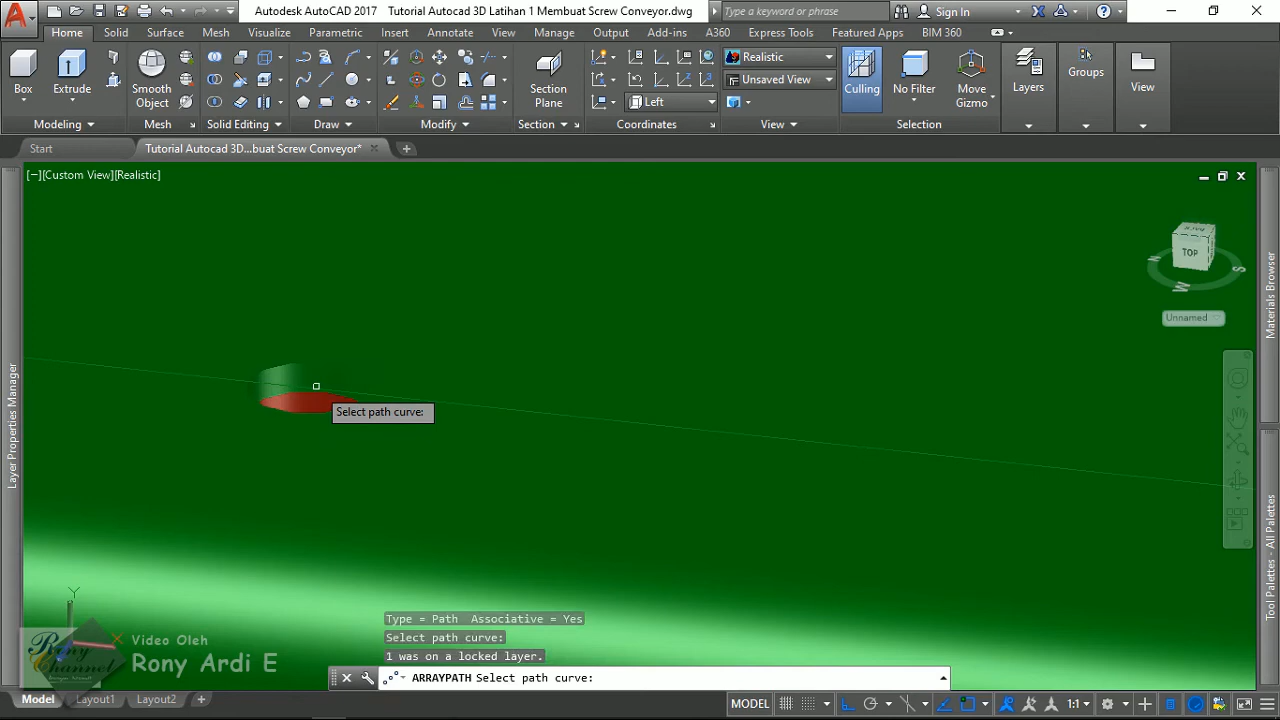 Autodesk AutoCAD 2017 Tutorial Autocad 3D Latihan 1 Membuat Screw Conveyor.dwg
Type a keyword or phrase
Sign In
Home Solid Surface Mesh Visualize Parametric Insert Annotate View Manage Output Add-ins A360 Express Tools Featured Apps BIM 360
Box
Extrude
Smooth
Object
Section
Plane
Realistic
Unsaved View
Left
Culling
No Filter
Move
Gizmo
Layers
Groups
View
Modeling Mesh Solid Editing Draw Modify Section Coordinates View Selection
Start
Tutorial Autocad 3D...buat Screw Conveyor*
[−][Custom View][Realistic]
BACK
TOP
N
S
W
Unnamed
Materials Browser
Layer Properties Manager
Tool Palettes - All Palettes
Select path curve:
Type = Path Associative = Yes
Select path curve:
1 was on a locked layer.
ARRAYPATH Select path curve:
Y
X
Rony
Channel
Video Oleh
Rony Ardi E
Model Layout1 Layout2
MODEL
1:1